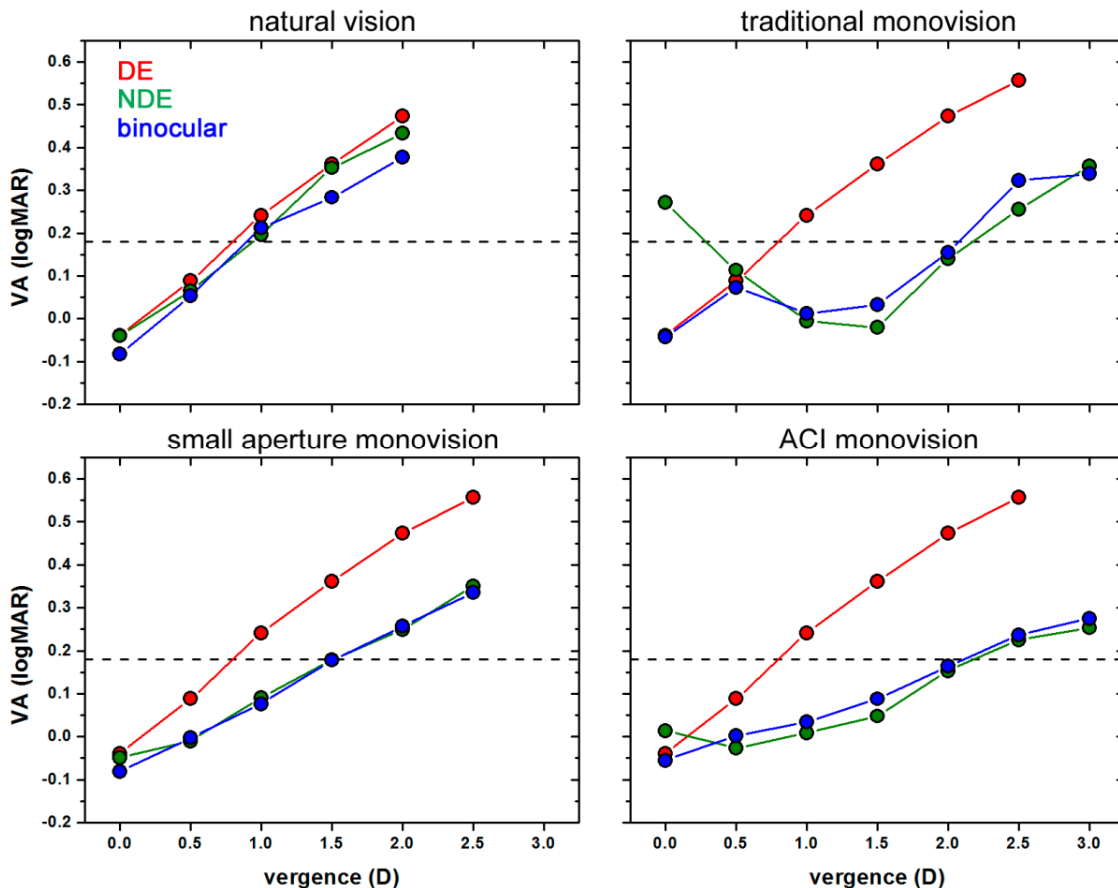 natural vision
traditional monovision
0.6
0.5
0.4
0.3
0.2
0.1
0.0
-0.1
-0.2
VA (logMAR)
DE
NDE
binocular
small aperture monovision
ACI monovision
0.6
0.5
0.4
0.3
0.2
0.1
0.0
-0.1
-0.2
VA (logMAR)
0.0 0.5 1.0 1.5 2.0 2.5 3.0
0.0 0.5 1.0 1.5 2.0 2.5 3.0
vergence (D)
vergence (D)